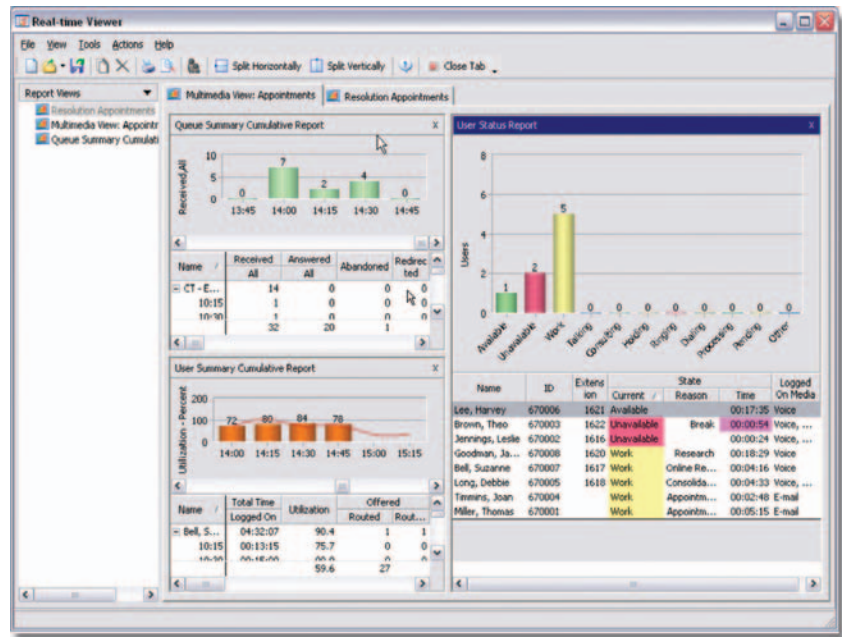 Real-time Viewer
File View Tools Actions Help
Split Horizontally Split Vertically Close Tab
Report Views
Resolution Appointments
Multimedia View: Appointr
Queue Summary Cumulati
Multimedia View: Appointments Resolution Appointments
Queue Summary Cumulative Report x
Received,All
10
5
0
0 7 2 4 0
13:45 14:00 14:15 14:30 14:45
Name / Received Answered Abandoned Redirec
All All ted
CT - E... 14 0 0 0
10:15 1 0 0 0
10:30 1 0 0 0
32 20 1
User Summary Cumulative Report x
Utilization - Percent
200
100
0
72 80 84 78
14:00 14:15 14:30 14:45 15:00 15:15
Name / Total Time Utilization Offered
Logged On Routed Rout...
Bell, S... 04:32:07 90.4 1 1
10:15 00:13:15 75.7 0 0
10:30 00:15:00
59.6 27
User Status Report x
Users
8
6
4
2
0
1 2 5 0 0 0 0 0 0 0 0
Available Unavailable Work Talking Consulting Holding Ringing Dialing Processing Pending Other
Name ID Extens State Logged
ion Current / Reason Time On Media
Lee, Harvey 670006 1621 Available 00:17:35 Voice
Brown, Theo 670003 1622 Unavailable Break 00:00:54 Voice, ...
Jennings, Leslie 670002 1616 Unavailable 00:00:24 Voice, ...
Goodman, Ja... 670008 1620 Work Research 00:18:29 Voice
Bell, Suzanne 670007 1617 Work Online Re... 00:04:16 Voice
Long, Debbie 670005 1618 Work Consolida... 00:04:33 Voice, ...
Timmins, Joan 670004 Work Appointm... 00:02:48 E-mail
Miller, Thomas 670001 Work Appointm... 00:05:15 E-mail